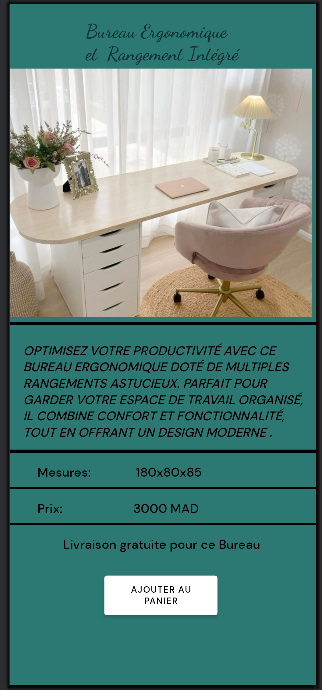 Bureau Ergonomique
et Rangement Intégré
OPTIMISEZ VOTRE PRODUCTIVITÉ AVEC CE
BUREAU ERGONOMIQUE DOTÉ DE MULTIPLES
RANGEMENTS ASTUCIEUX. PARFAIT POUR
GARDER VOTRE ESPACE DE TRAVAIL ORGANISÉ,
IL COMBINE CONFORT ET FONCTIONNALITÉ,
TOUT EN OFFRANT UN DESIGN MODERNE .
Mesures: 180x80x85
Prix: 3000 MAD
Livraison gratuite pour ce Bureau
AJOUTER AU
PANIER